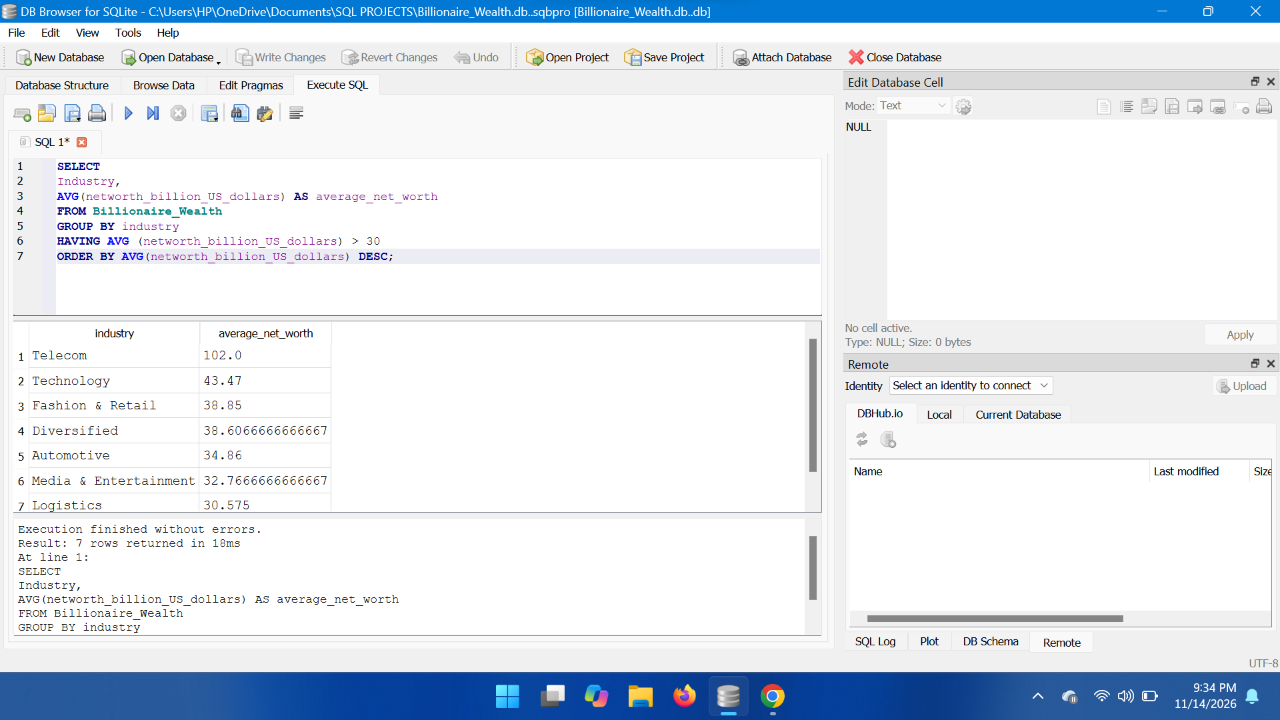 DB Browser for SQLite - C:\Users\HP\OneDrive\Documents\SQL PROJECTS\Billionaire_Wealth.db..sqbpro [Billionaire_Wealth.db..db]
File Edit View Tools Help
New Database Open Database Write Changes Revert Changes Undo Open Project Save Project Attach Database Close Database
Database Structure Browse Data Edit Pragmas Execute SQL
SQL 1*
1 SELECT
2 Industry,
3 AVG(networth_billion_US_dollars) AS average_net_worth
4 FROM Billionaire_Wealth
5 GROUP BY industry
6 HAVING AVG (networth_billion_US_dollars) > 30
7 ORDER BY AVG(networth_billion_US_dollars) DESC;
industry average_net_worth
1 Telecom 102.0
2 Technology 43.47
3 Fashion & Retail 38.85
4 Diversified 38.6066666666667
5 Automotive 34.86
6 Media & Entertainment 32.7666666666667
7 Logistics 30.575
Execution finished without errors.
Result: 7 rows returned in 18ms
At line 1:
SELECT
Industry,
AVG(networth_billion_US_dollars) AS average_net_worth
FROM Billionaire_Wealth
GROUP BY industry
Edit Database Cell
Mode: Text
NULL
No cell active.
Type: NULL; Size: 0 bytes
Apply
Remote
Identity Select an identity to connect Upload
DBHub.io Local Current Database
Name Last modified Size
SQL Log Plot DB Schema Remote
UTF-8
9:34 PM
11/14/2026